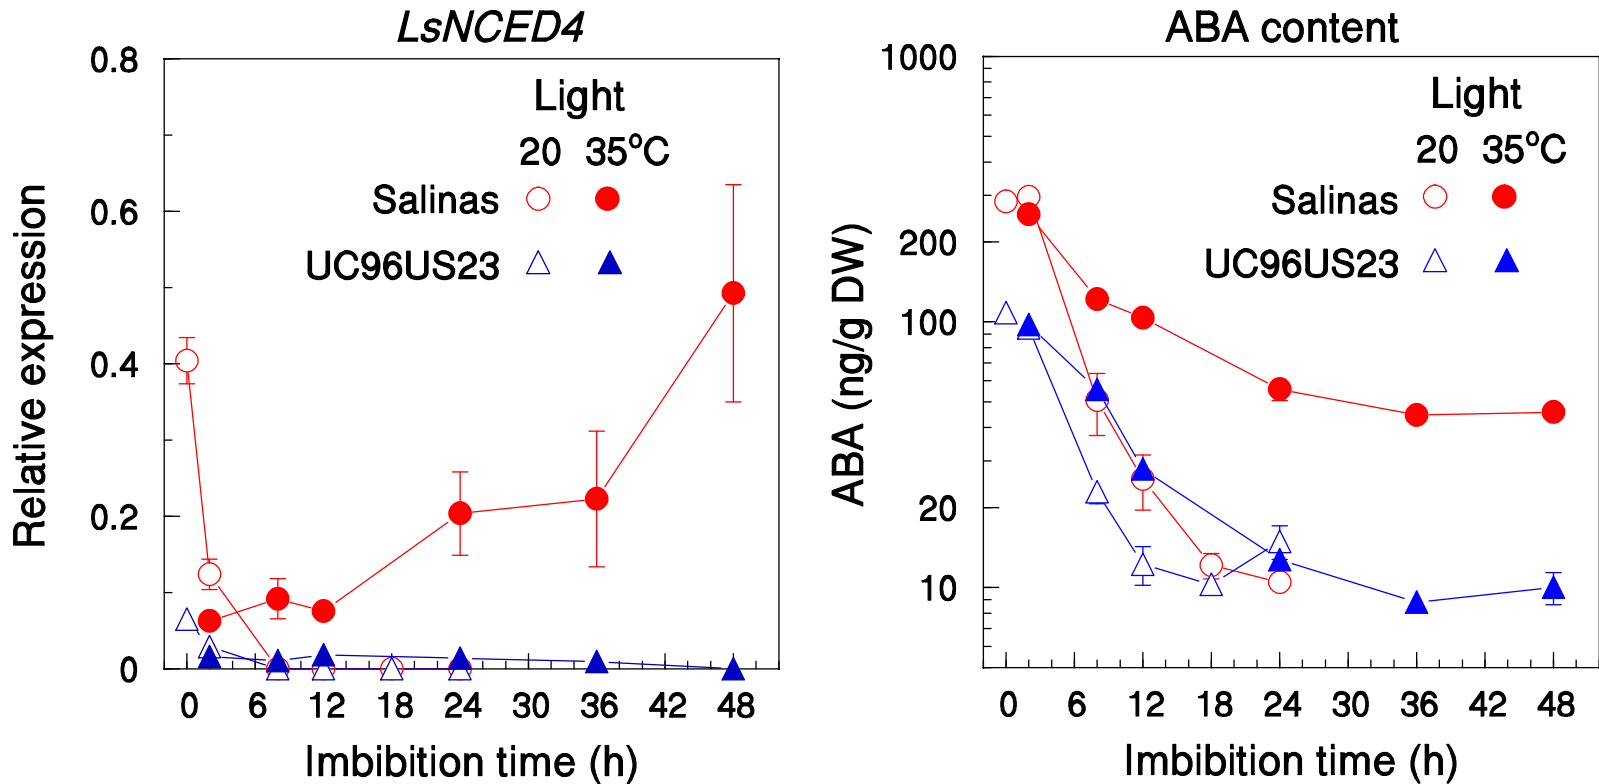 LsNCED4
0.8
0.6
0.4
0.2
0
Relative expression
Light
20 35°C
Salinas
UC96US23
0 6 12 18 24 30 36 42 48
Imbibition time (h)
ABA content
1000
200
100
20
10
ABA (ng/g DW)
Light
20 35°C
Salinas
UC96US23
0 6 12 18 24 30 36 42 48
Imbibition time (h)